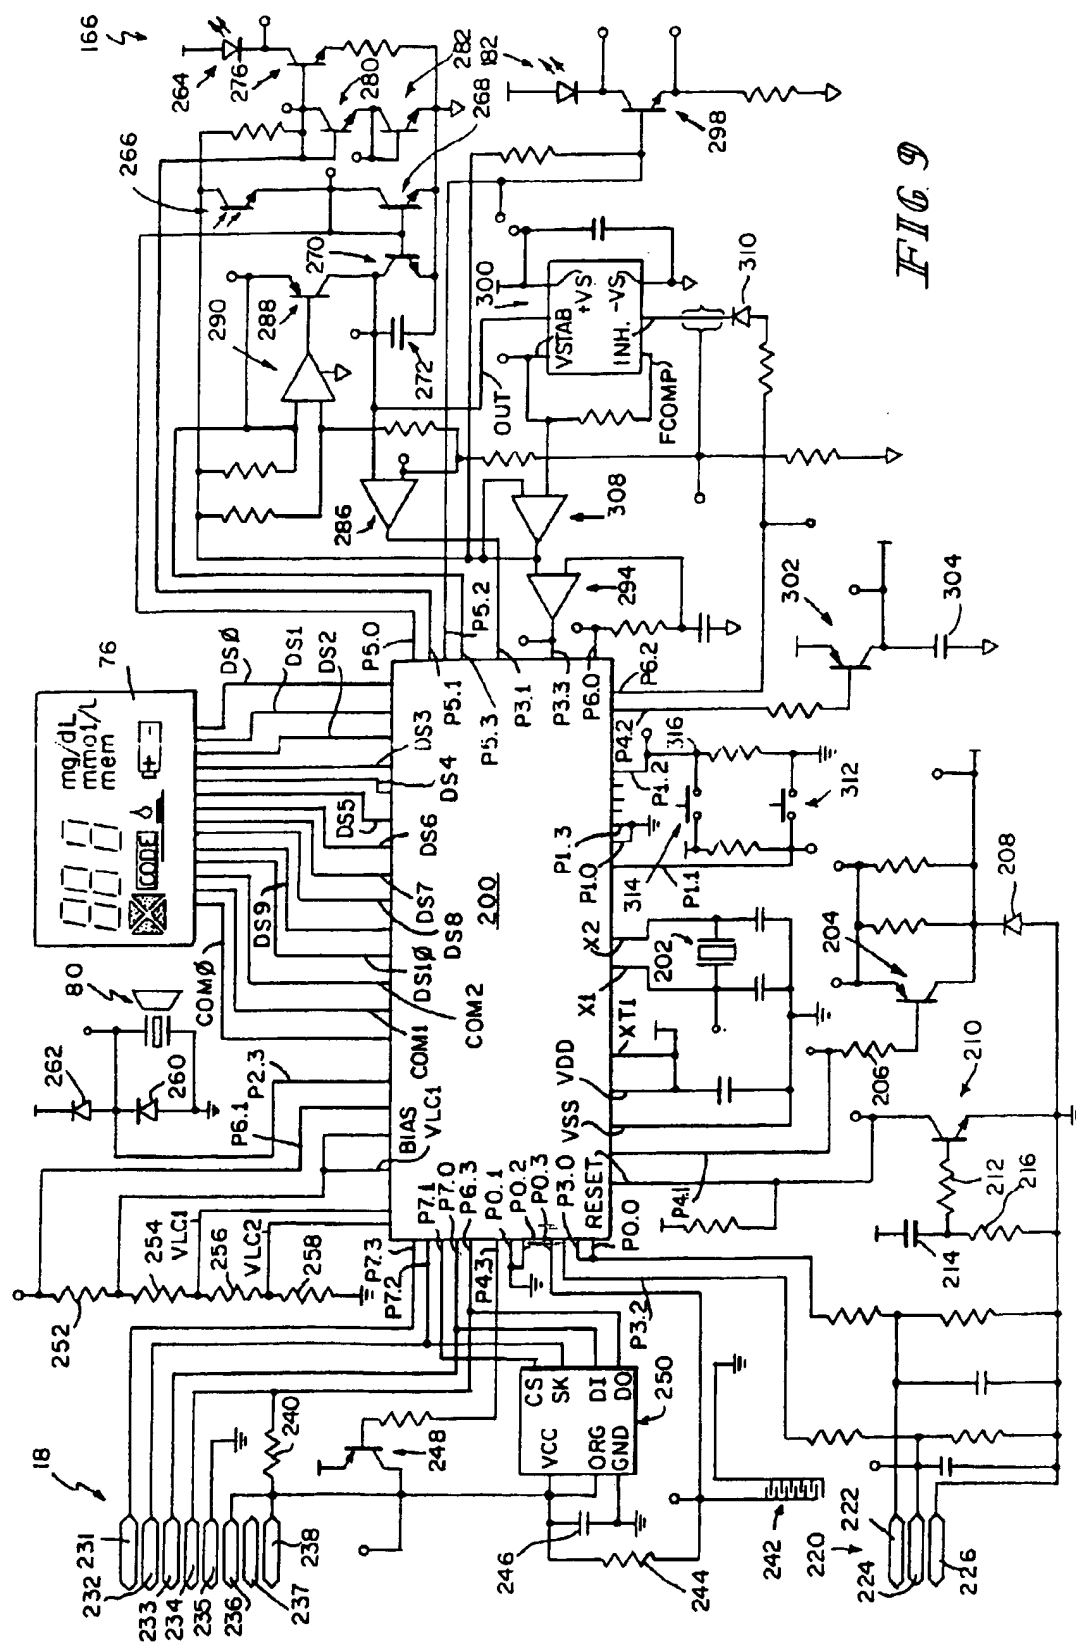 FIG 9
166
264
276
280
282
182
266
268
298
270
290
288
272
300
310
+VS
-VS
VSTAB
INH.
OUT
FCOMP
286
308
294
302
304
76
mg/dL
mmol/L
mem
CODE
+ -
DSØ
DS1
DS2
DS3
DS4
DS5
DS6
DS7
DS8
DS9
DS1Ø
COMØ
COM1
COM2
P5.0
P5.1
P5.2
P5.3
P3.1
P3.3
P6.0
P6.2
P4.2
316
P1.2
P1.3
P1.0
P1.1
314
312
200
X2
X1
202
XT1
VDD
VSS
RESET
P4.1
80
262
260
P2.3
P6.1
BIAS
VLC1
VLC1
VLC2
252
254
256
258
P7.3
P7.2
P7.1
P7.0
P6.3
P4.3
P0.1
P0.2
P0.3
P3.0
P0.0
P3.2
18
231
232
233
234
235
236
237
238
240
248
VCC
ORG
GND
CS
SK
DI
DO
250
246
244
242
204
206
208
210
212
214
216
220
222
224
226